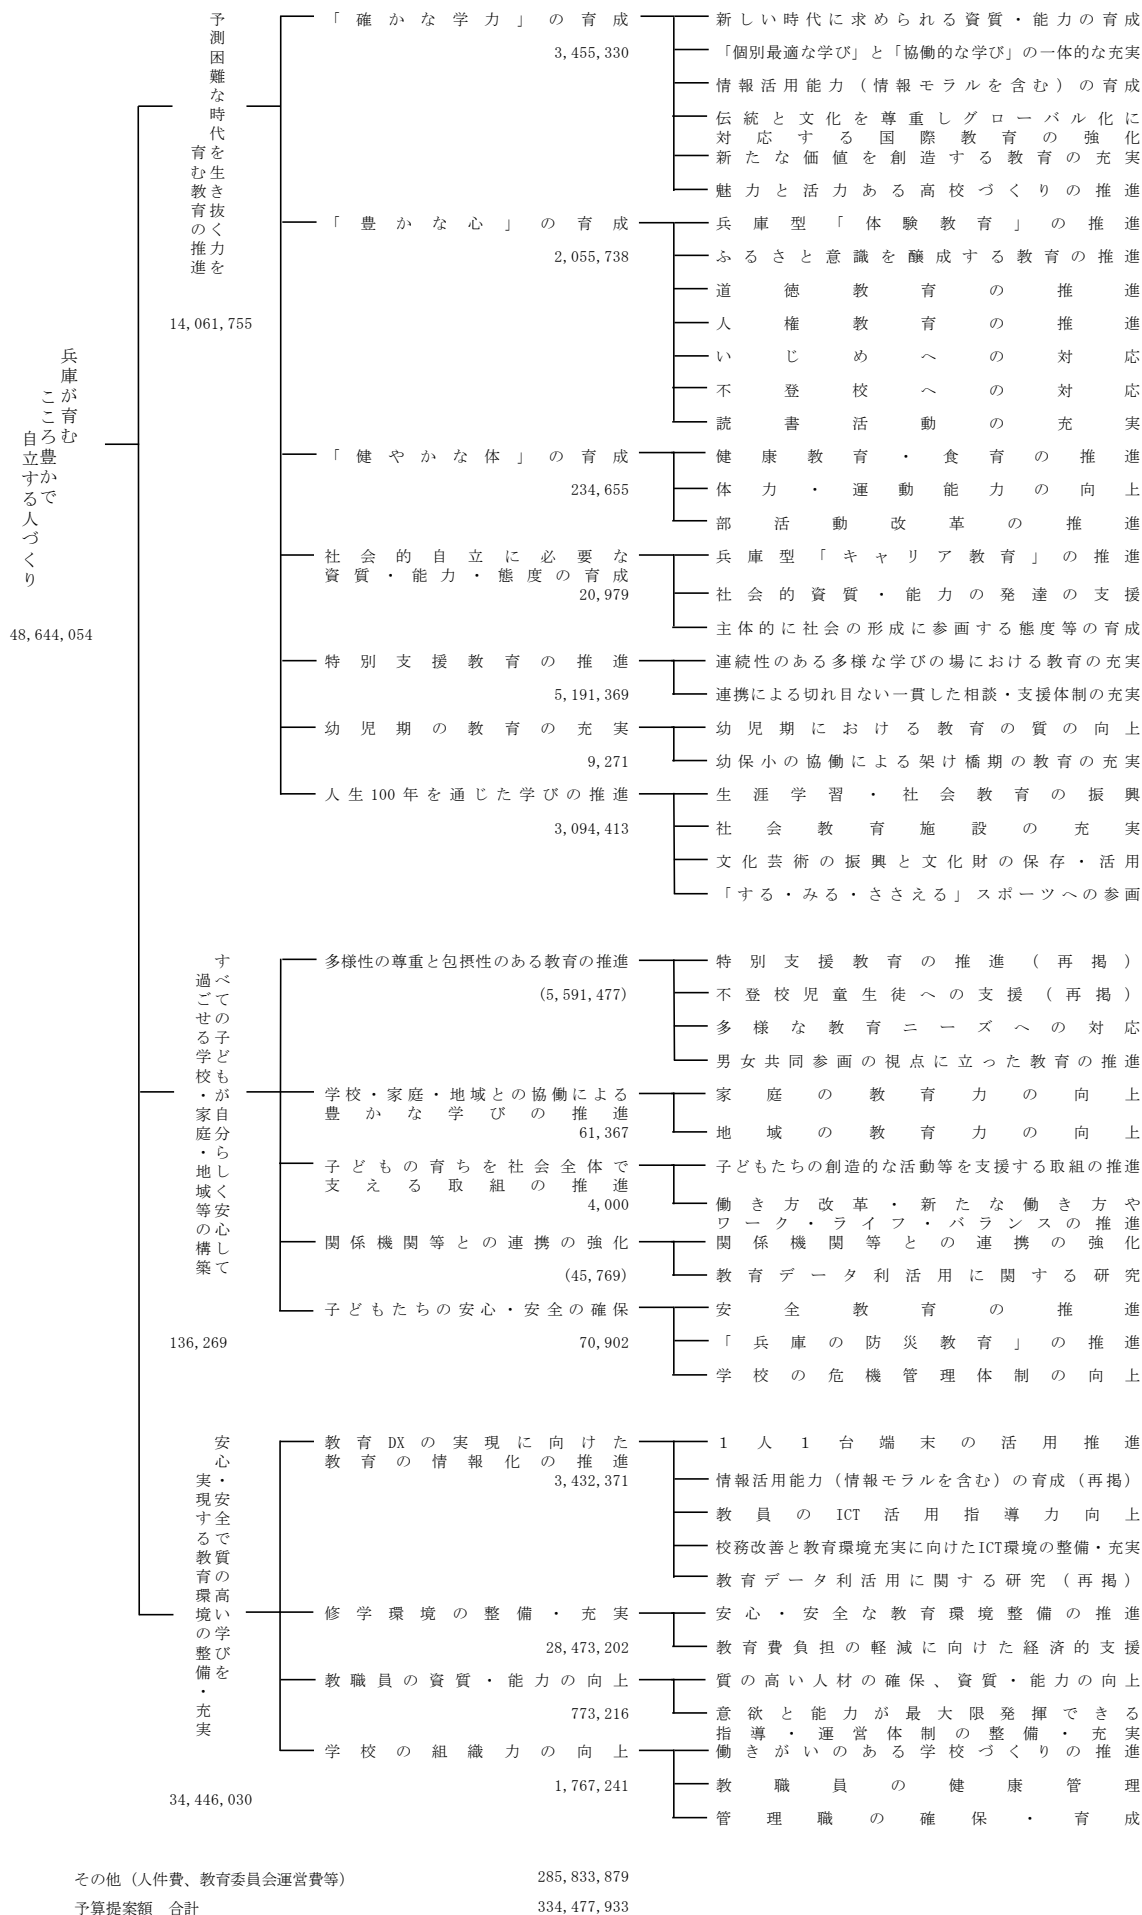 兵庫が育む
こころ豊かで
自立する人づくり
48,644,054
予測困難な時代を生き抜く力を
育む教育の推進
14,061,755
「確かな学力」の育成
3,455,330
新しい時代に求められる資質・能力の育成
「個別最適な学び」と「協働的な学び」の一体的な充実
情報活用能力(情報モラルを含む)の育成
伝統と文化を尊重しグローバル化に
対応する国際教育の強化
新たな価値を創造する教育の充実
魅力と活力ある高校づくりの推進
「豊かな心」の育成
2,055,738
兵庫型「体験教育」の推進
ふるさと意識を醸成する教育の推進
道徳教育の推進
人権教育の推進
いじめへの対応
不登校への対応
読書活動の充実
「健やかな体」の育成
234,655
健康教育・食育の推進
体力・運動能力の向上
部活動改革の推進
社会的自立に必要な
資質・能力・態度の育成
20,979
兵庫型「キャリア教育」の推進
社会的資質・能力の発達の支援
主体的に社会の形成に参画する態度等の育成
特別支援教育の推進
5,191,369
連続性のある多様な学びの場における教育の充実
連携による切れ目ない一貫した相談・支援体制の充実
幼児期の教育の充実
9,271
幼児期における教育の質の向上
幼保小の協働による架け橋期の教育の充実
人生100年を通じた学びの推進
3,094,413
生涯学習・社会教育の振興
社会教育施設の充実
文化芸術の振興と文化財の保存・活用
「する・みる・ささえる」スポーツへの参画
すべての子どもが自分らしく安心して
過ごせる学校・家庭・地域等の構築
136,269
多様性の尊重と包摂性のある教育の推進
(5,591,477)
特別支援教育の推進(再掲)
不登校児童生徒への支援(再掲)
多様な教育ニーズへの対応
男女共同参画の視点に立った教育の推進
学校・家庭・地域との協働による
豊かな学びの推進
61,367
家庭の教育力の向上
地域の教育力の向上
子どもの育ちを社会全体で
支える取組の推進
4,000
子どもたちの創造的な活動等を支援する取組の推進
働き方改革・新たな働き方や
ワーク・ライフ・バランスの推進
関係機関等との連携の強化
(45,769)
関係機関等との連携の強化
教育データ利活用に関する研究
子どもたちの安心・安全の確保
70,902
安全教育の推進
「兵庫の防災教育」の推進
学校の危機管理体制の向上
安心・安全で質の高い学びを
実現する教育環境の整備・充実
34,446,030
教育DXの実現に向けた
教育の情報化の推進
3,432,371
1人1台端末の活用推進
情報活用能力(情報モラルを含む)の育成(再掲)
教員のICT活用指導力向上
校務改善と教育環境充実に向けたICT環境の整備・充実
教育データ利活用に関する研究(再掲)
修学環境の整備・充実
28,473,202
安心・安全な教育環境整備の推進
教育費負担の軽減に向けた経済的支援
教職員の資質・能力の向上
773,216
質の高い人材の確保、資質・能力の向上
意欲と能力が最大限発揮できる
指導・運営体制の整備・充実
学校の組織力の向上
1,767,241
働きがいのある学校づくりの推進
教職員の健康管理
管理職の確保・育成
その他(人件費、教育委員会運営費等) 285,833,879
予算提案額 合計 334,477,933